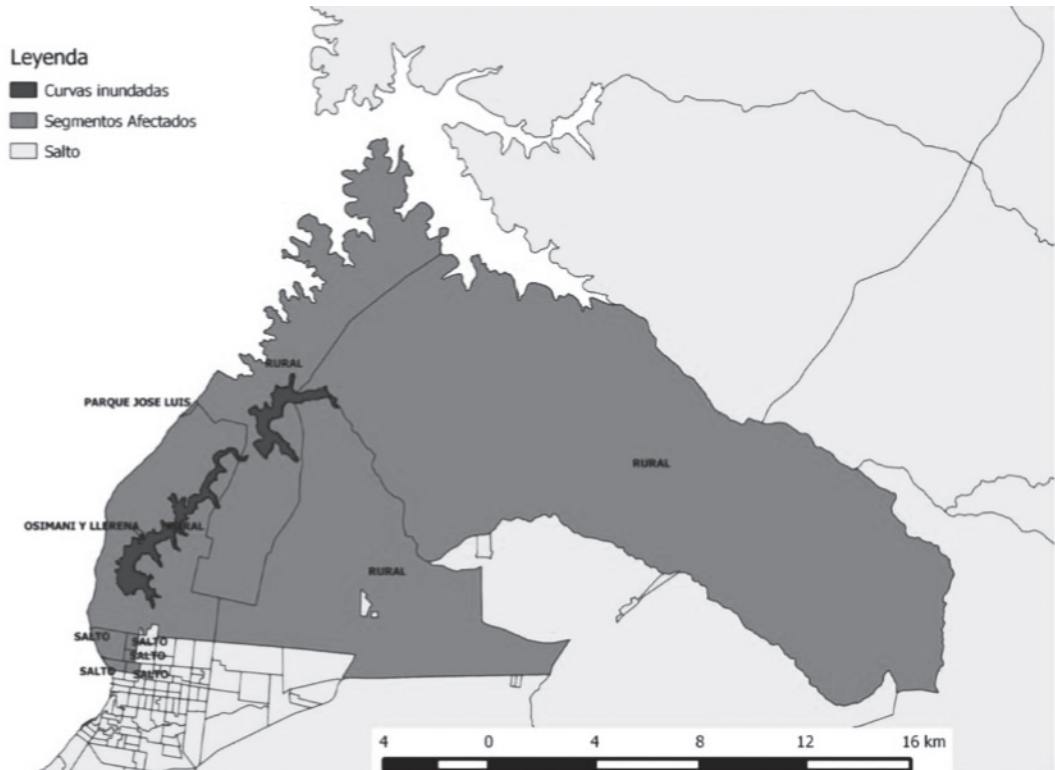 Leyenda
Curvas inundadas
Segmentos Afectados
Salto
RURAL
PARQUE JOSE LUIS
RURAL
OSIMANI Y LLERENA
RURAL
SALTO
SALTO
SALTO
SALTO
SALTO
4 0 4 8 12 16 km